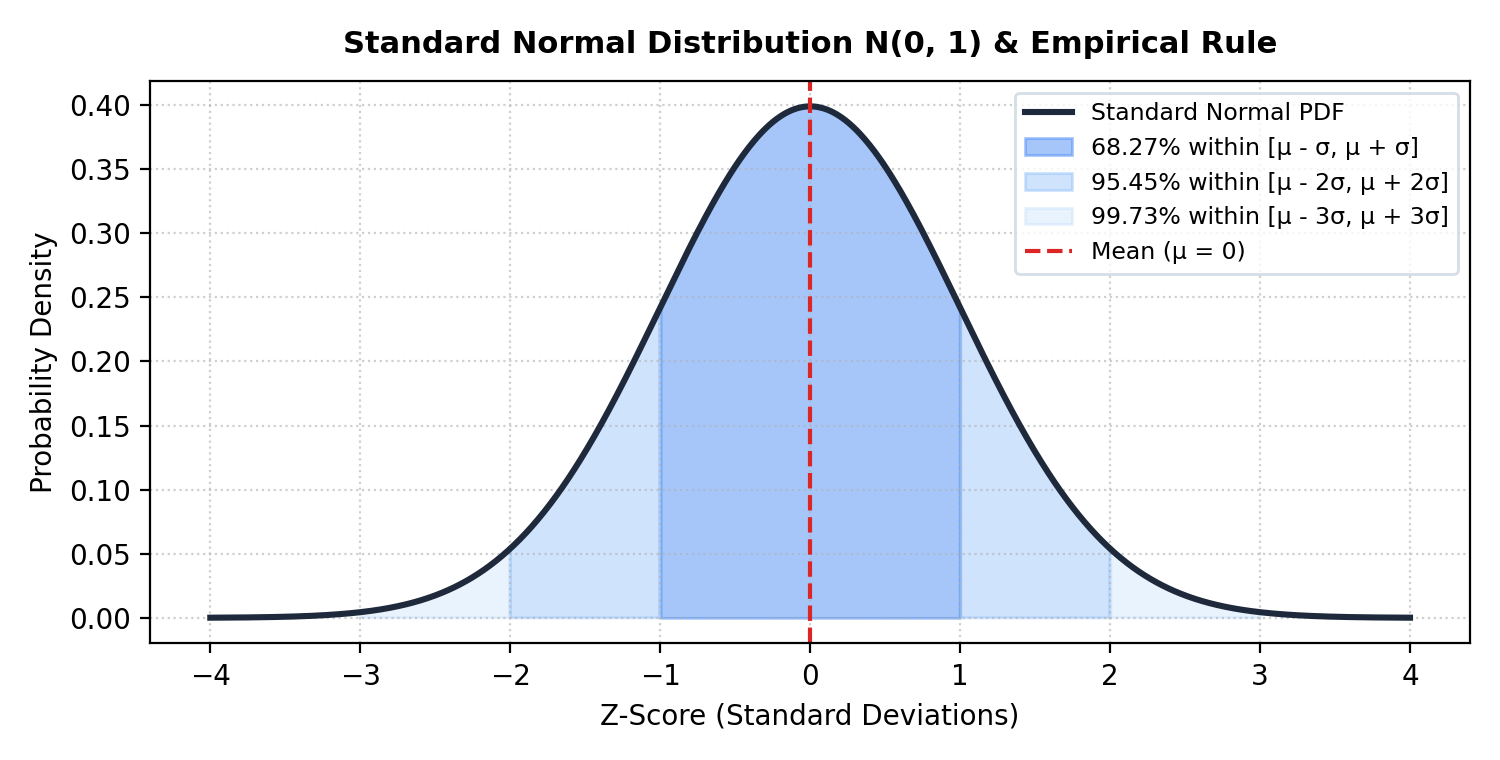 Standard Normal Distribution N(0, 1) & Empirical Rule
Standard Normal PDF
68.27% within [μ - σ, μ + σ]
95.45% within [μ - 2σ, μ + 2σ]
99.73% within [μ - 3σ, μ + 3σ]
Mean (μ = 0)
Probability Density
0.40
0.35
0.30
0.25
0.20
0.15
0.10
0.05
0.00
−4 −3 −2 −1 0 1 2 3 4
Z-Score (Standard Deviations)